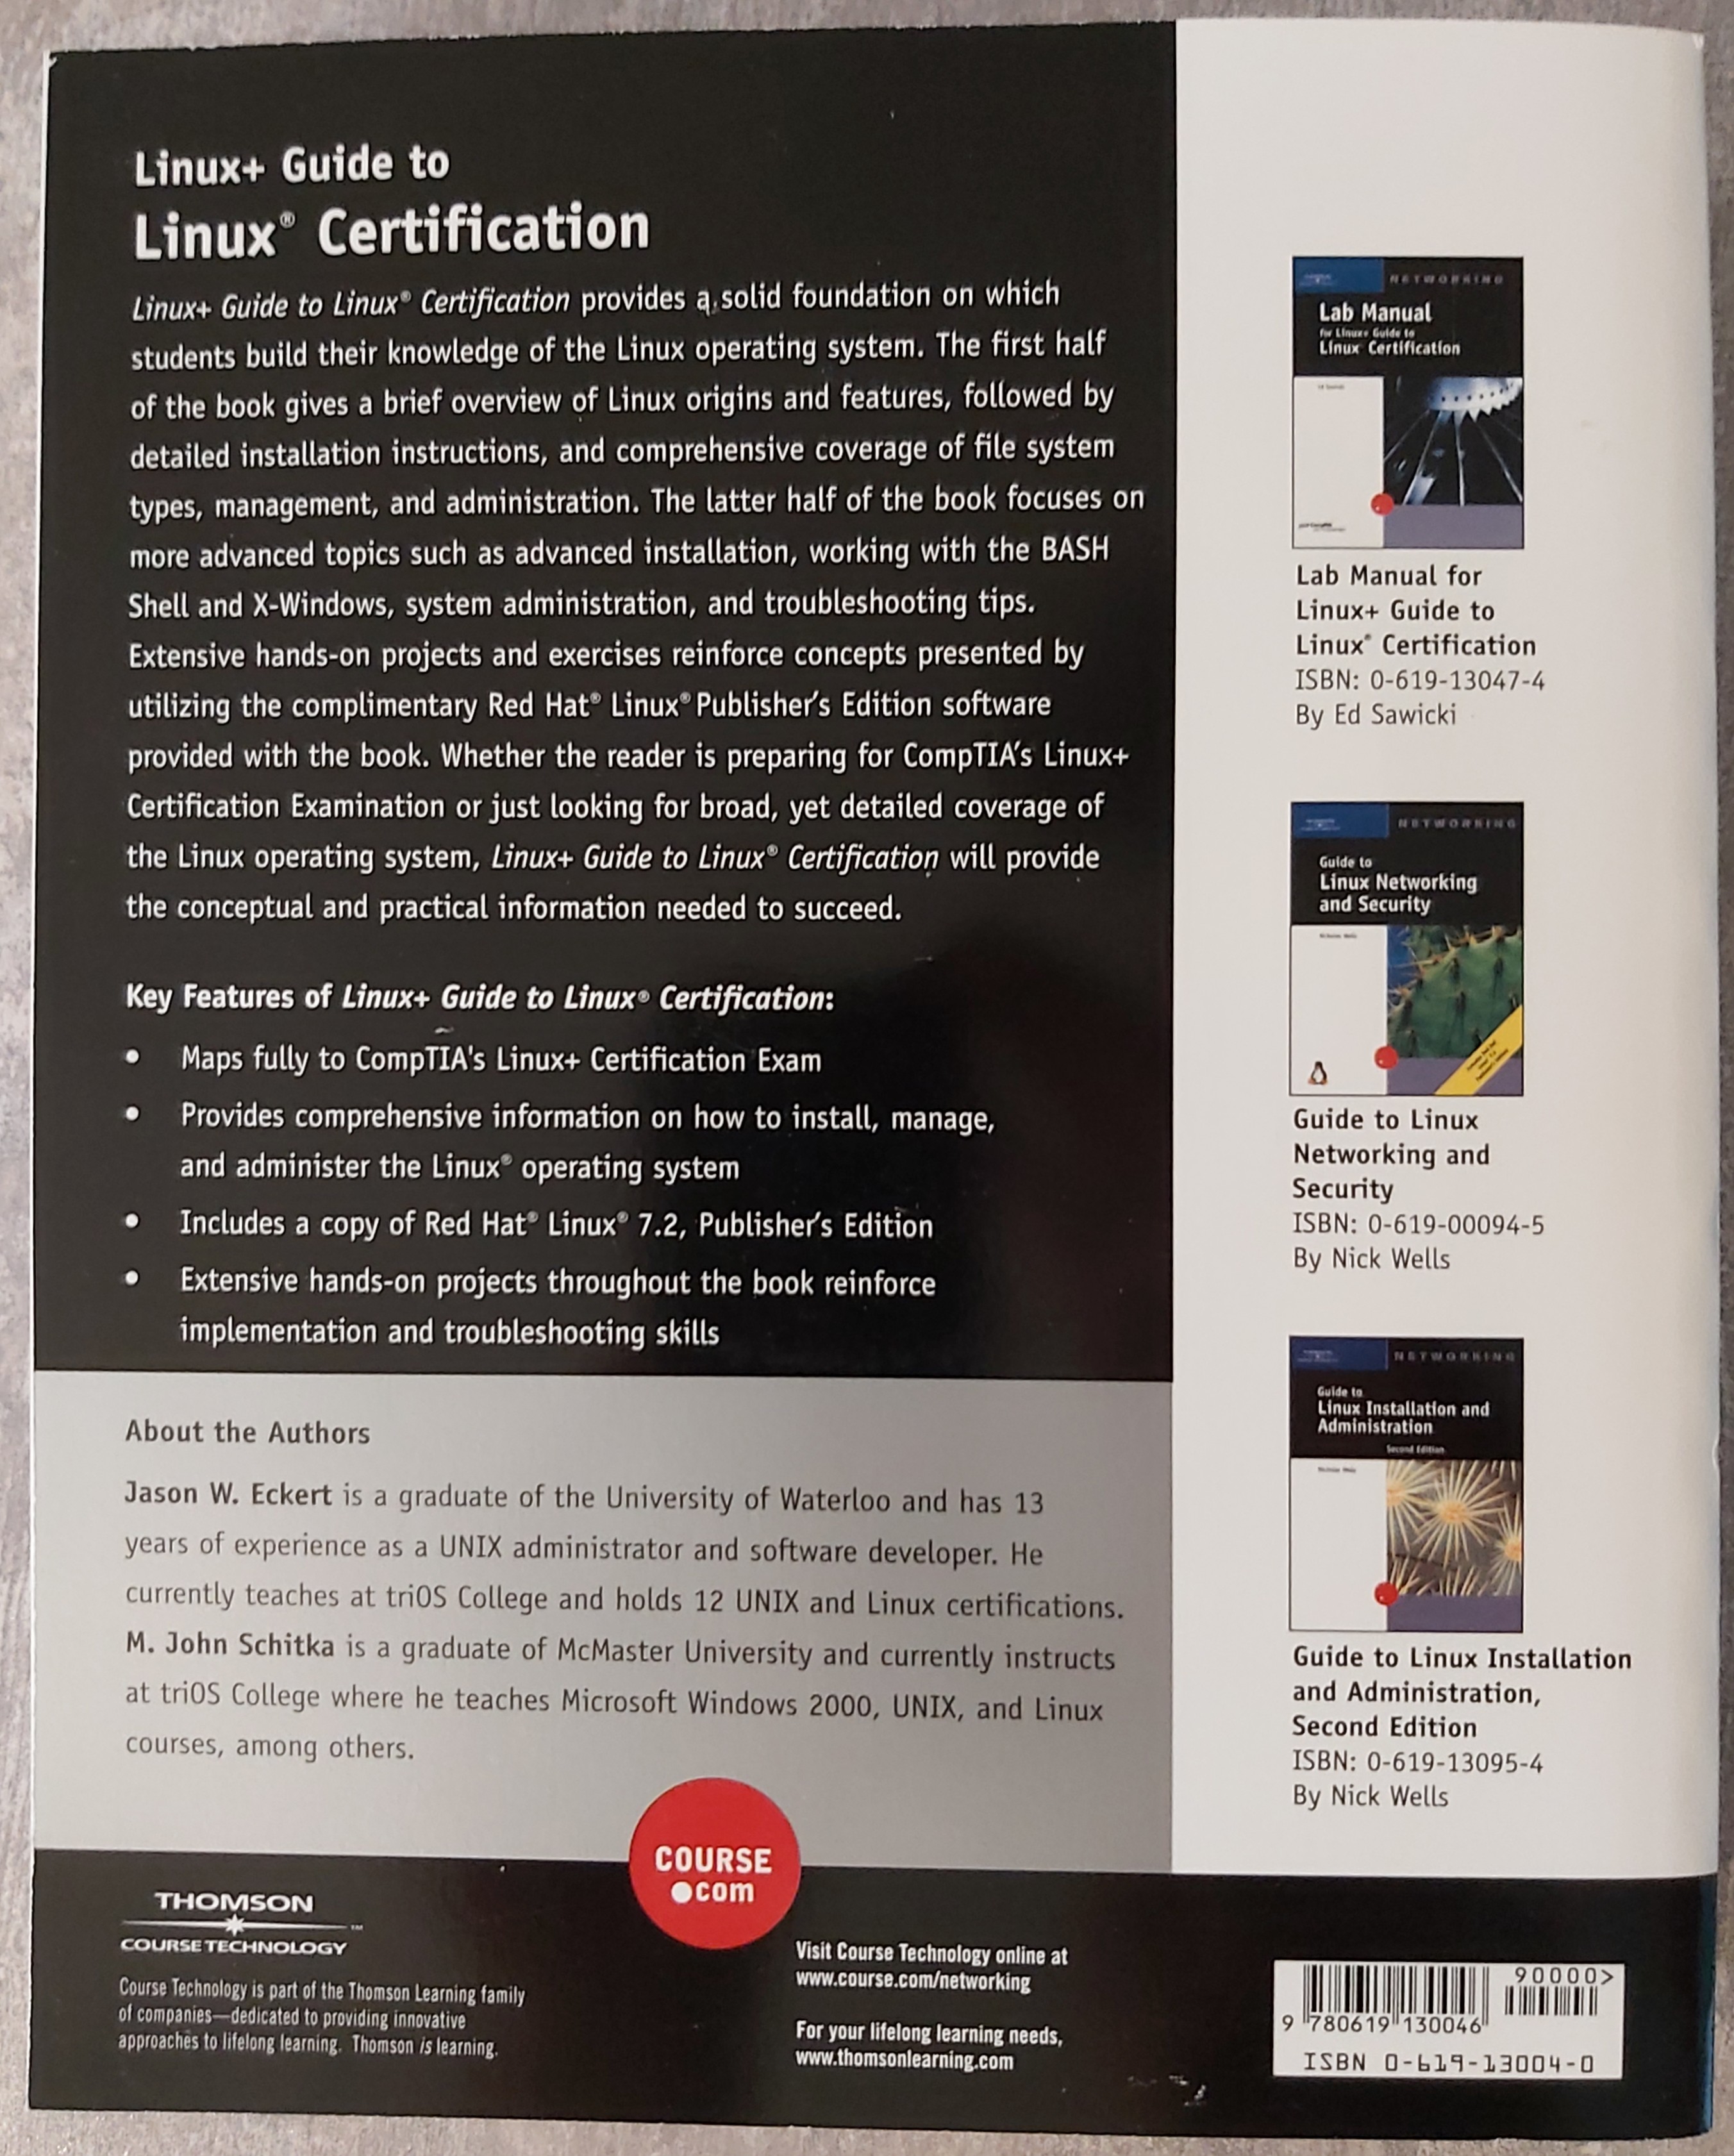 Linux+ Guide to
Linux® Certification
Linux+ Guide to Linux® Certification provides a solid foundation on which
students build their knowledge of the Linux operating system. The first half
of the book gives a brief overview of Linux origins and features, followed by
detailed installation instructions, and comprehensive coverage of file system
types, management, and administration. The latter half of the book focuses on
more advanced topics such as advanced installation, working with the BASH
Shell and X-Windows, system administration, and troubleshooting tips.
Extensive hands-on projects and exercises reinforce concepts presented by
utilizing the complimentary Red Hat® Linux® Publisher's Edition software
provided with the book. Whether the reader is preparing for CompTIA's Linux+
Certification Examination or just looking for broad, yet detailed coverage of
the Linux operating system, Linux+ Guide to Linux® Certification will provide
the conceptual and practical information needed to succeed.
Key Features of Linux+ Guide to Linux® Certification:
• Maps fully to CompTIA's Linux+ Certification Exam
• Provides comprehensive information on how to install, manage,
and administer the Linux® operating system
• Includes a copy of Red Hat® Linux® 7.2, Publisher's Edition
• Extensive hands-on projects throughout the book reinforce
implementation and troubleshooting skills
About the Authors
Jason W. Eckert is a graduate of the University of Waterloo and has 13
years of experience as a UNIX administrator and software developer. He
currently teaches at triOS College and holds 12 UNIX and Linux certifications.
M. John Schitka is a graduate of McMaster University and currently instructs
at triOS College where he teaches Microsoft Windows 2000, UNIX, and Linux
courses, among others.
NETWORKING
Lab Manual
for Linux+ Guide to
Linux Certification
Lab Manual for
Linux+ Guide to
Linux® Certification
ISBN: 0-619-13047-4
By Ed Sawicki
NETWORKING
Guide to
Linux Networking
and Security
Guide to Linux
Networking and
Security
ISBN: 0-619-00094-5
By Nick Wells
NETWORKING
Guide to
Linux Installation and
Administration
Second Edition
Guide to Linux Installation
and Administration,
Second Edition
ISBN: 0-619-13095-4
By Nick Wells
THOMSON
™
COURSE TECHNOLOGY
Course Technology is part of the Thomson Learning family
of companies—dedicated to providing innovative
approaches to lifelong learning. Thomson is learning.
COURSE
●com
Visit Course Technology online at
www.course.com/networking
For your lifelong learning needs,
www.thomsonlearning.com
90000>
9 780619 130046
ISBN 0-619-13004-0